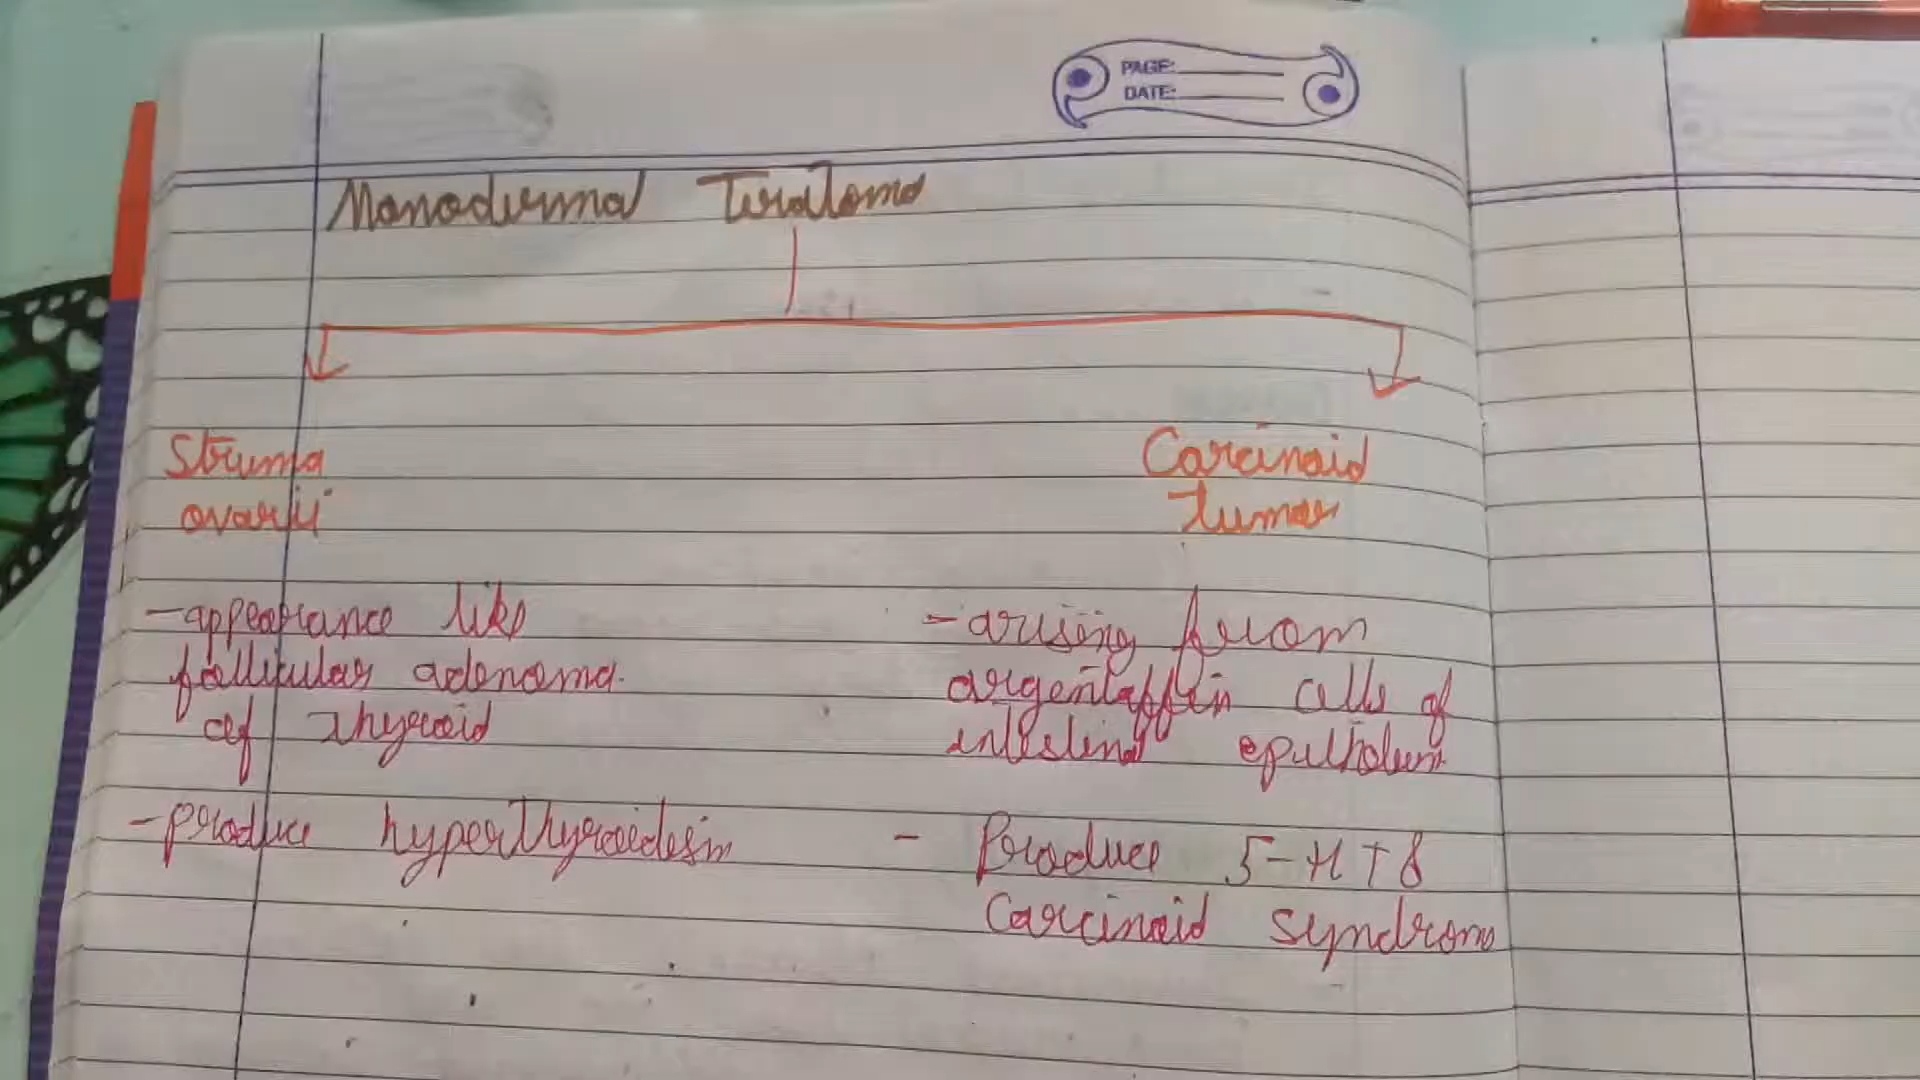 PAGE:
DATE:
Monodermal Teratoma
Struma
ovarii
Carcinoid
tumor
- appearance like
follicular adenoma.
of thyroid
- produce hyperthyroidesim
- arising from
argentaffin cells of
intestinal epithelium
- Produce 5-HT &
Carcinoid syndrome